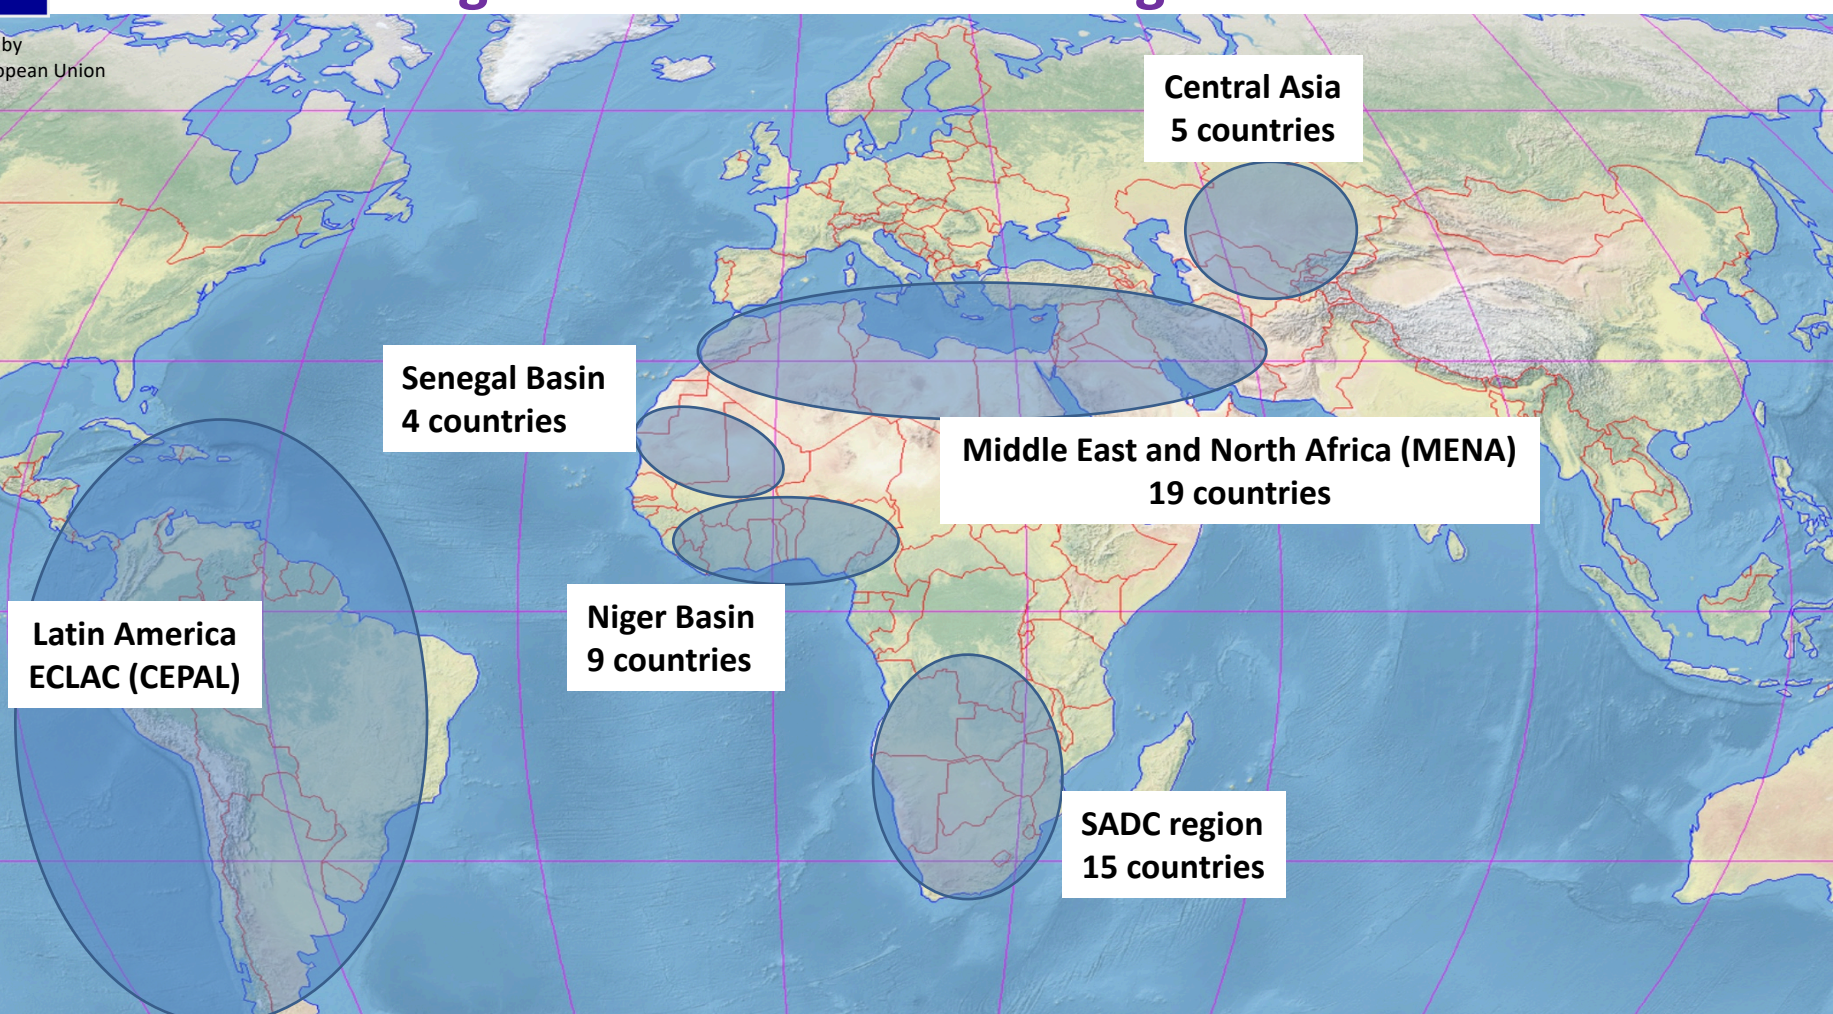 by
opean Union
Central Asia
5 countries
Senegal Basin
4 countries
Middle East and North Africa (MENA)
19 countries
Niger Basin
9 countries
Latin America
ECLAC (CEPAL)
SADC region
15 countries